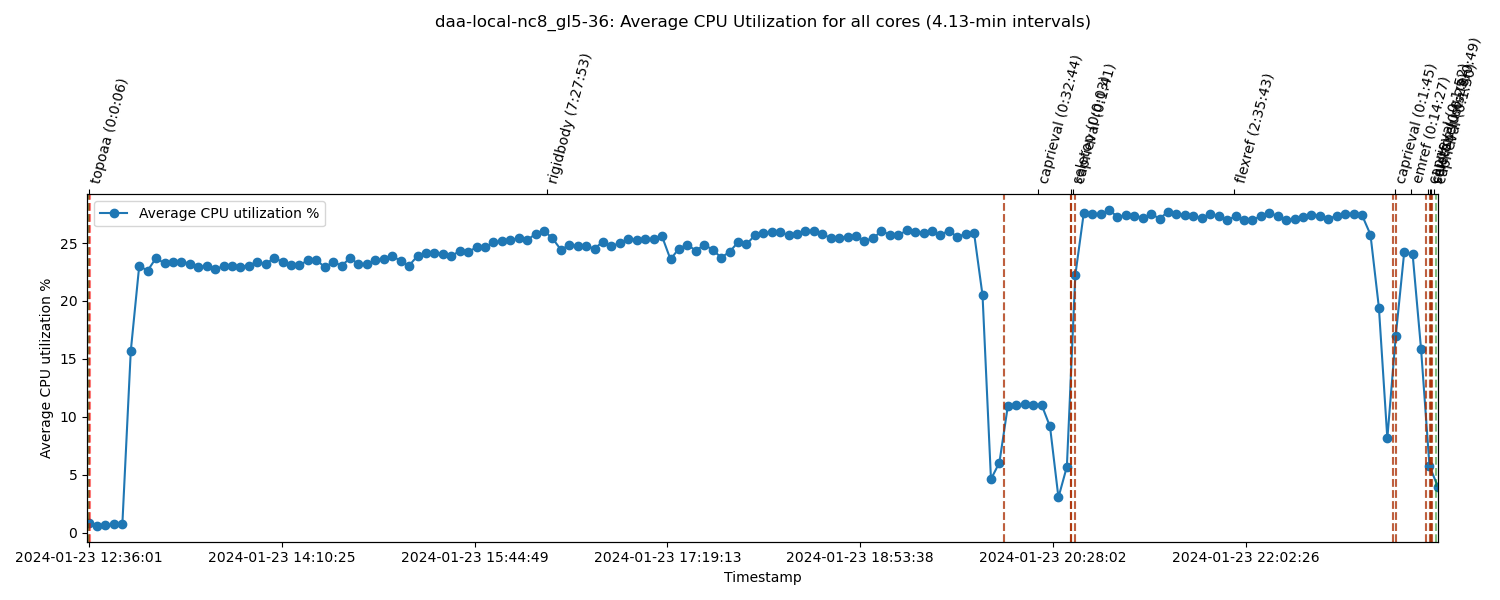 daa-local-nc8_gl5-36: Average CPU Utilization for all cores (4.13-min intervals)
topoaa (0:0:06)
rigidbody (7:27:53)
caprieval (0:32:44)
caprieval (0:1:41)
flexref (2:35:43)
caprieval (0:1:45)
emref (0:14:27)
Average CPU utilization %
Average CPU utilization %
25
20
15
10
5
0
2024-01-23 12:36:01
2024-01-23 14:10:25
2024-01-23 15:44:49
2024-01-23 17:19:13
2024-01-23 18:53:38
2024-01-23 20:28:02
2024-01-23 22:02:26
Timestamp